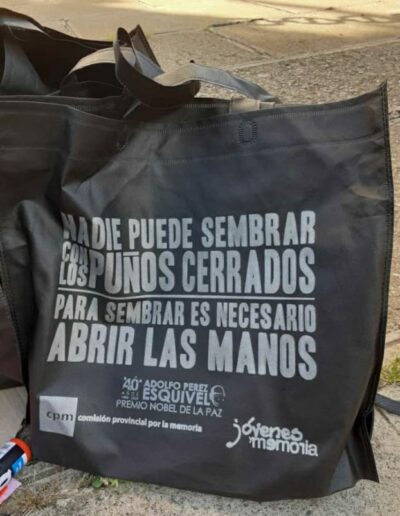 NADIE PUEDE SEMBRAR
CON LOS PUÑOS CERRADOS
PARA SEMBRAR ES NECESARIO
ABRIR LAS MANOS
40 ADOLFO PEREZ
ESQUIVEL
PREMIO NOBEL DE LA PAZ
cpm comisión provincial por la memoria
jóvenes
y memoria